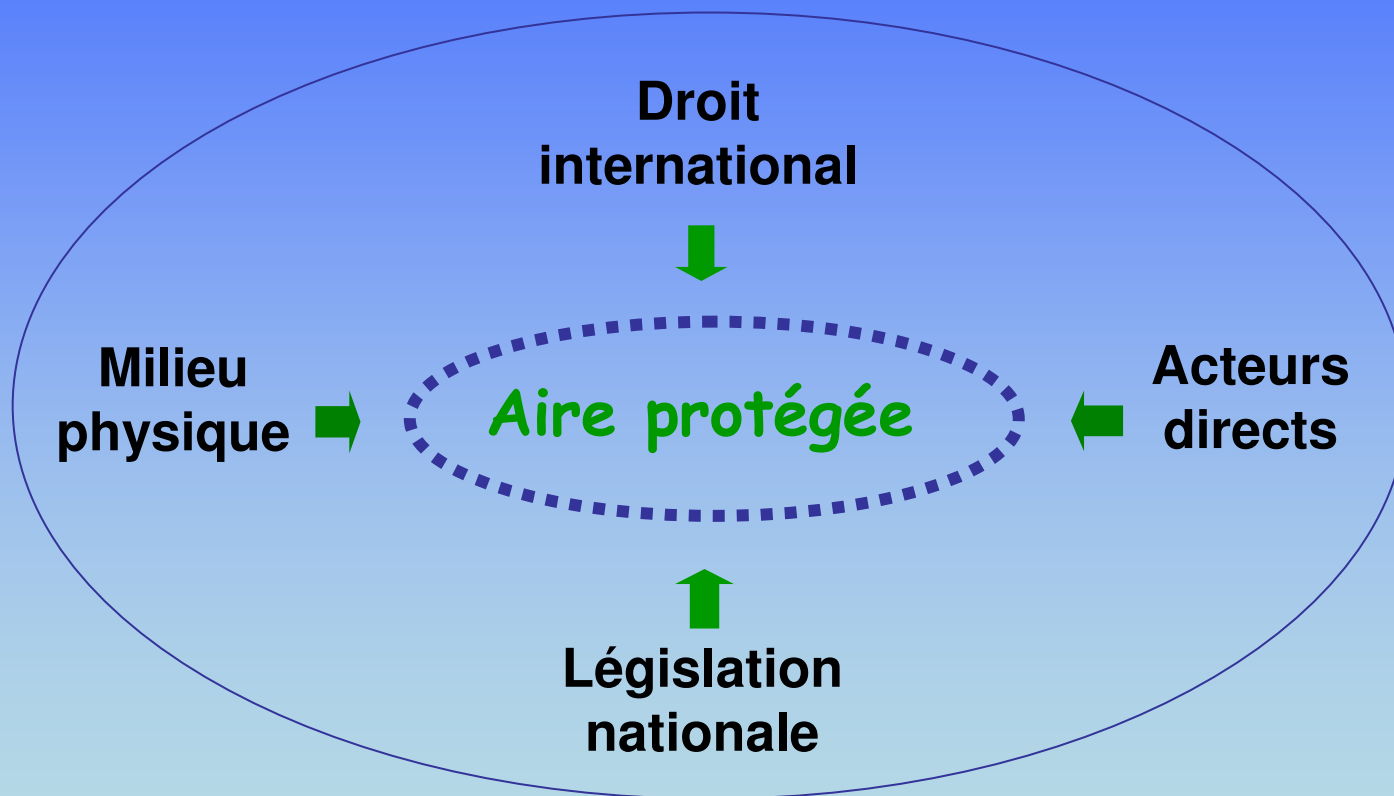 Droit
international
Milieu
physique
Aire protégée
Acteurs
directs
Législation
nationale